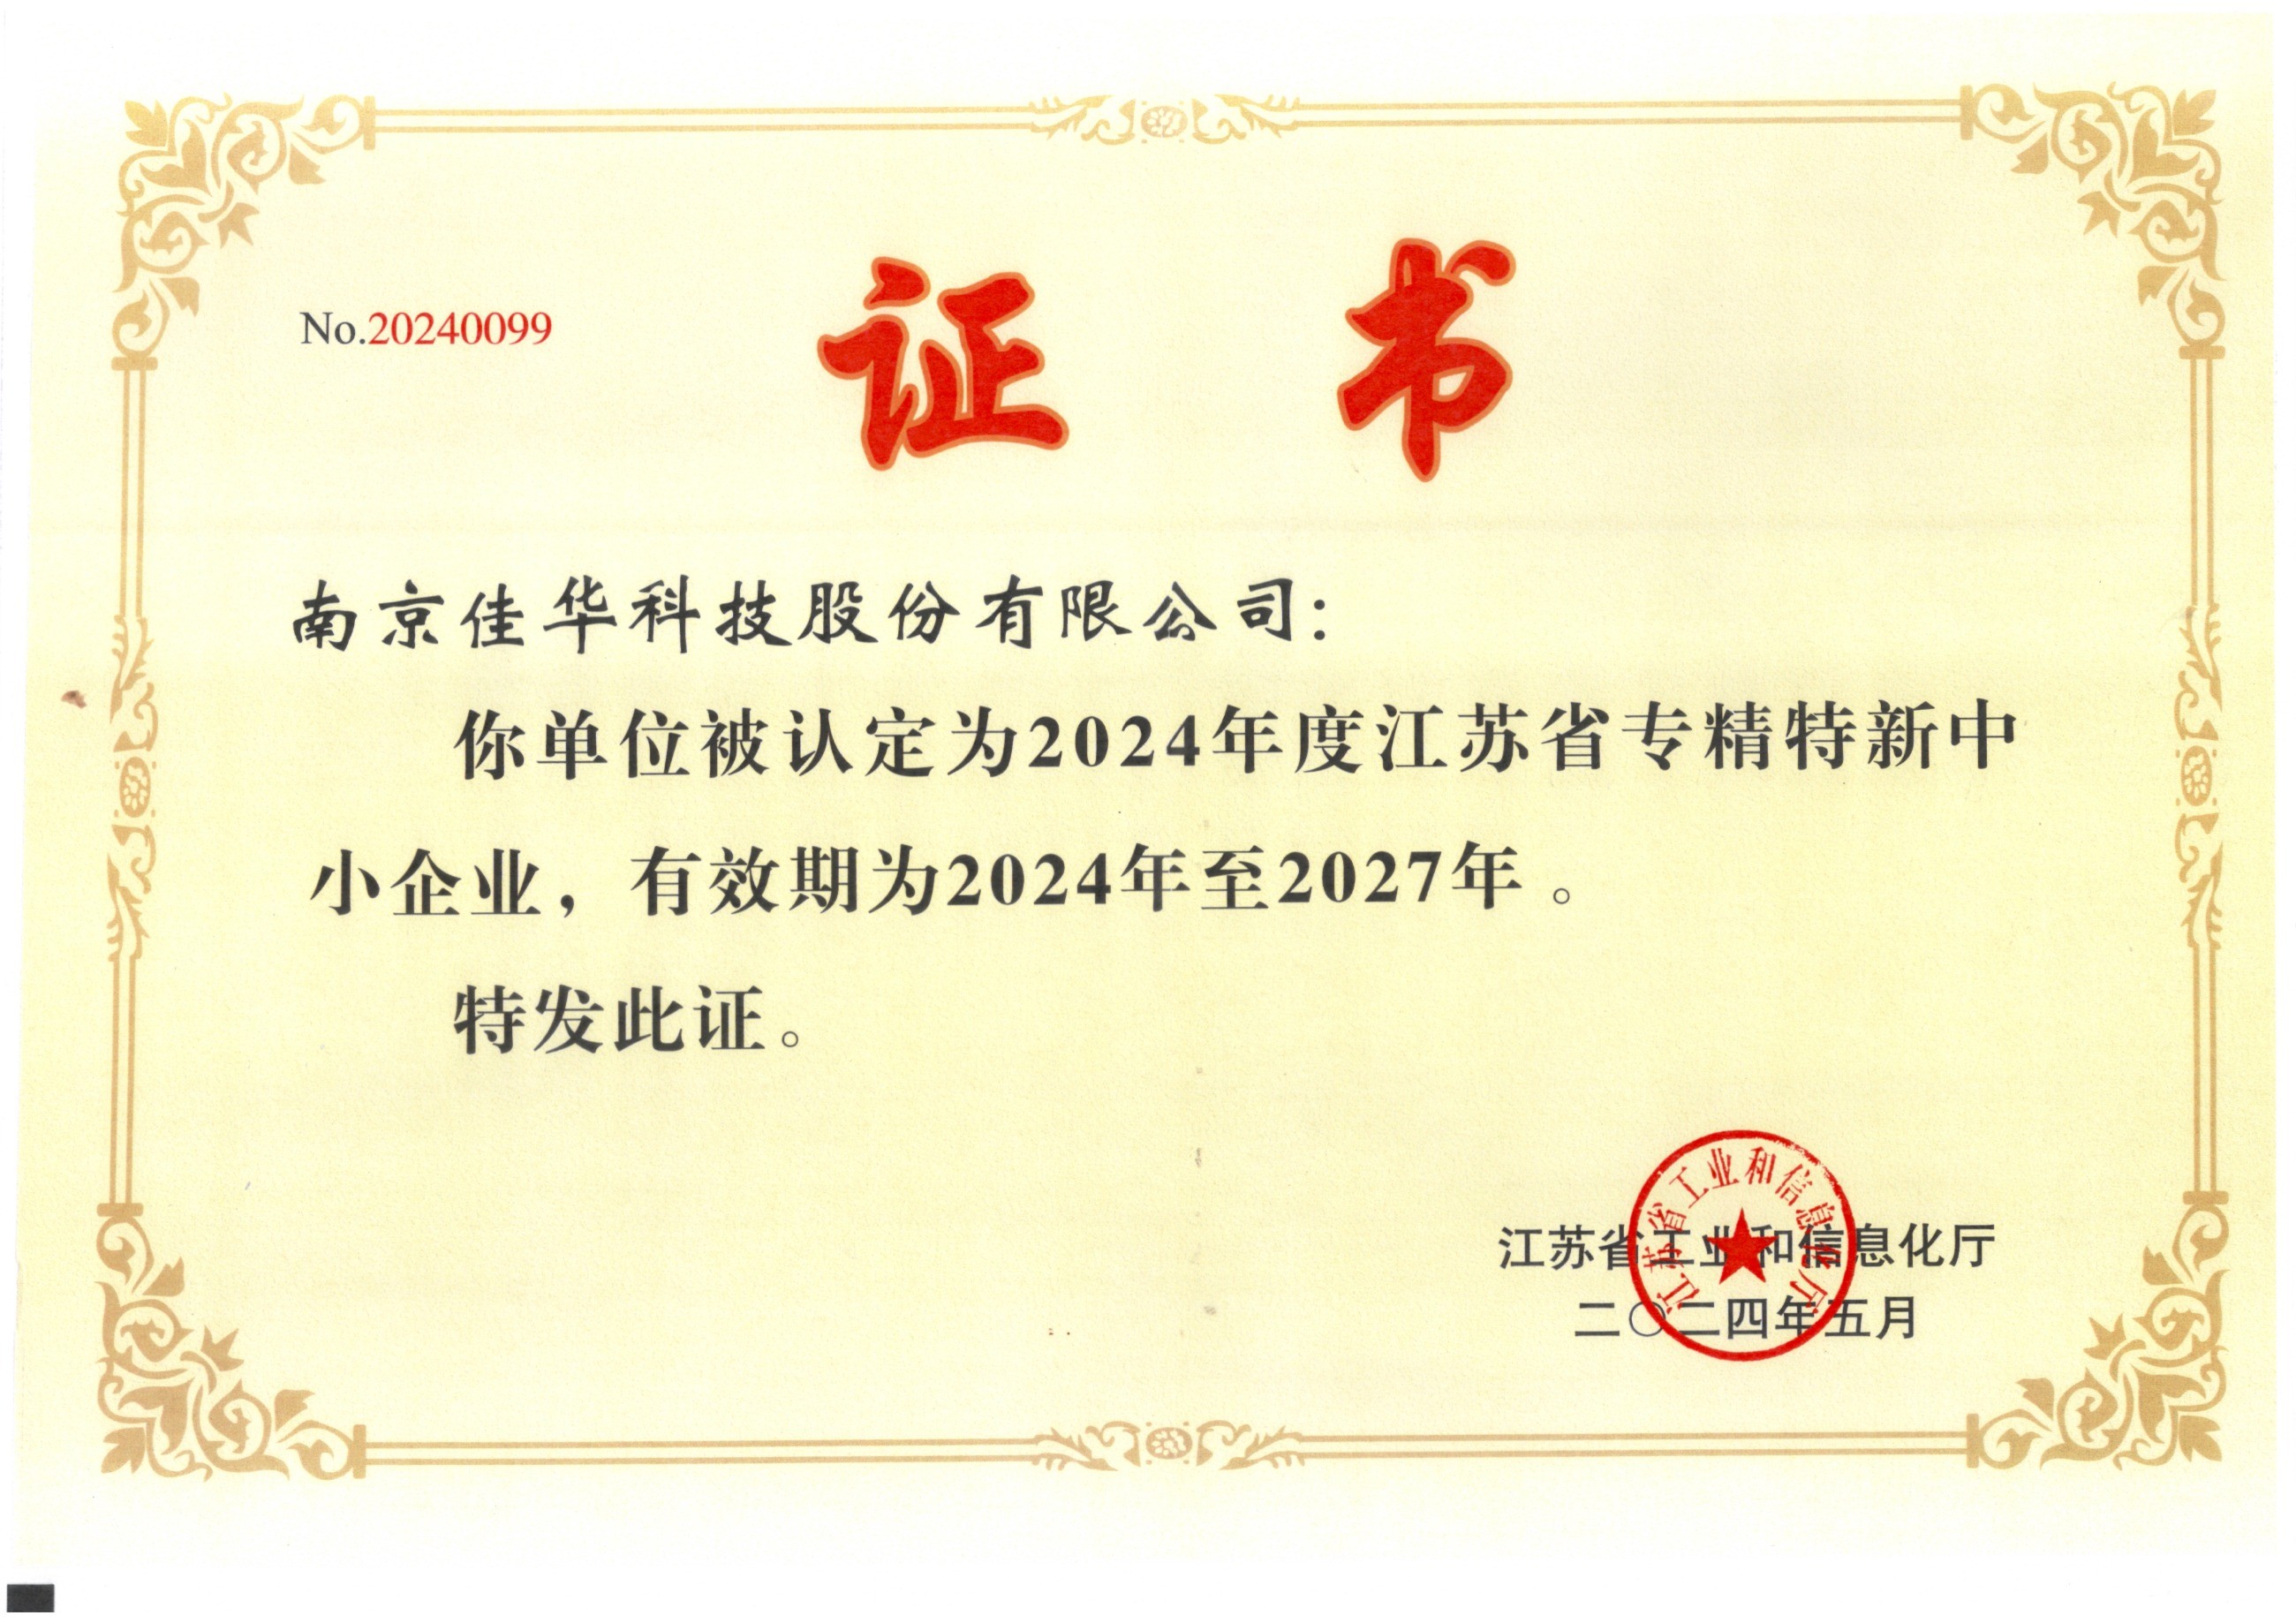 No.20240099
证 书
南京佳华科技股份有限公司:
你单位被认定为2024年度江苏省专精特新中
小企业，有效期为2024年至2027年。
特发此证。
江苏省工业和信息化厅
江苏省工业和信息化厅
二〇二四年五月